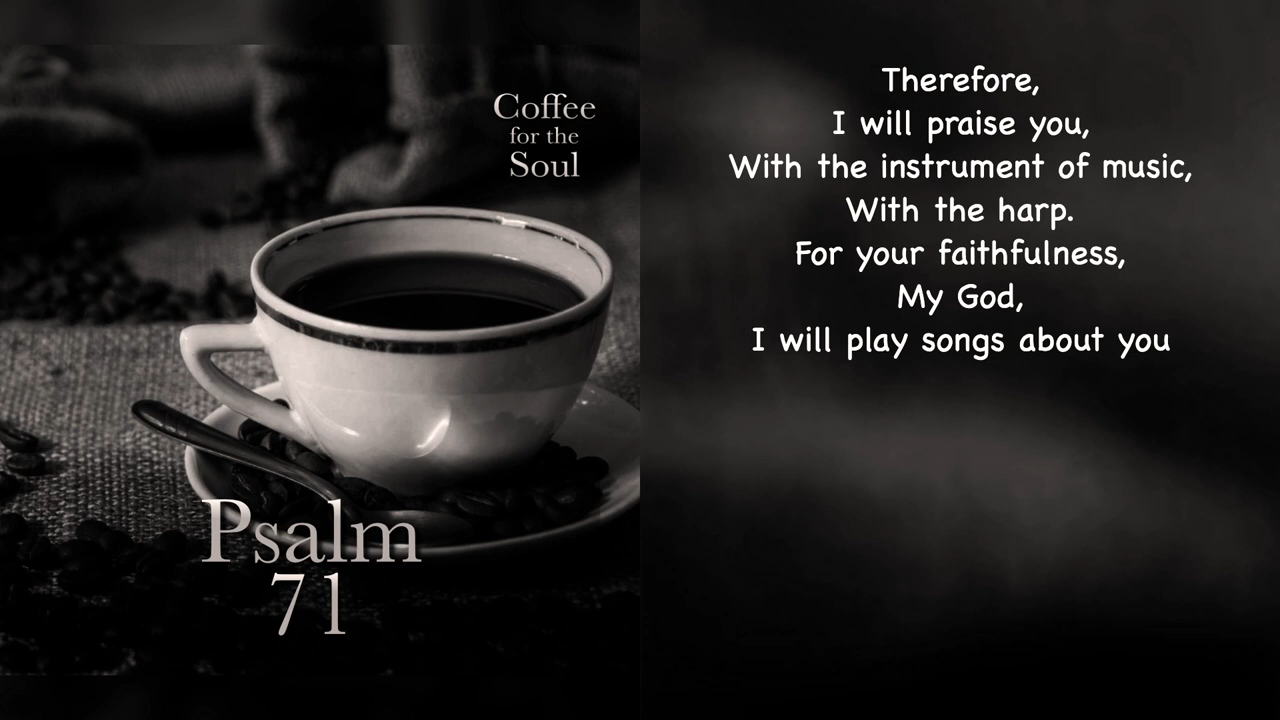 Coffee
for the
Soul
Psalm
71
Therefore,
I will praise you,
With the instrument of music,
With the harp.
For your faithfulness,
My God,
I will play songs about you